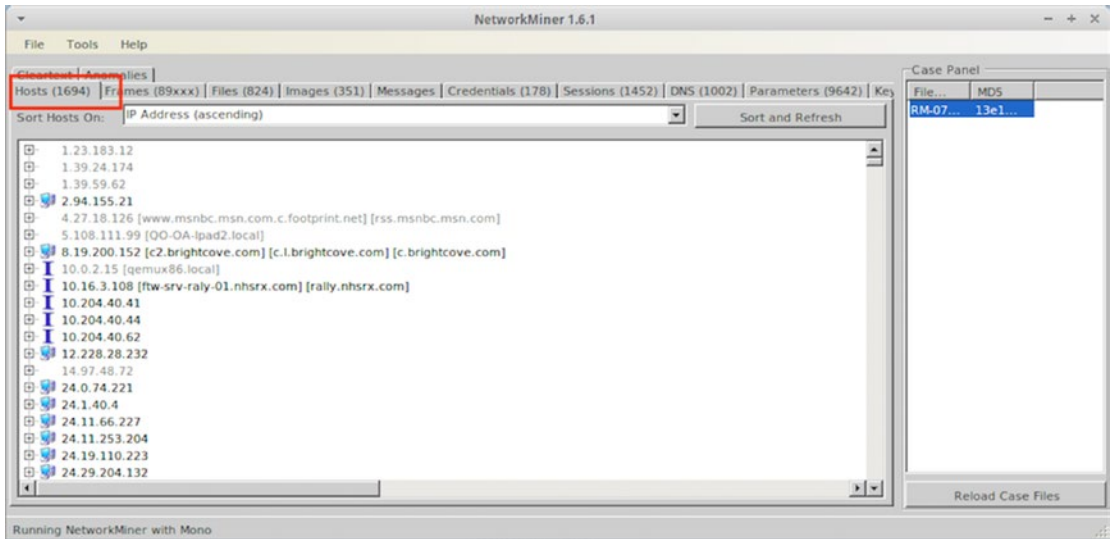 NetworkMiner 1.6.1
File Tools Help
Cleartext Anomalies
Hosts (1694) Frames (89xxx) Files (824) Images (351) Messages Credentials (178) Sessions (1452) DNS (1002) Parameters (9642) Key
Sort Hosts On: IP Address (ascending) Sort and Refresh
1.23.183.12
1.39.24.174
1.39.59.62
2.94.155.21
4.27.18.126 [www.msnbc.msn.com.c.footprint.net] [rss.msnbc.msn.com]
5.108.111.99 [QO-OA-Ipad2.local]
8.19.200.152 [c2.brightcove.com] [c.l.brightcove.com] [c.brightcove.com]
10.0.2.15 [qemux86.local]
10.16.3.108 [ftw-srv-raly-01.nhsrx.com] [rally.nhsrx.com]
10.204.40.41
10.204.40.44
10.204.40.62
12.228.28.232
14.97.48.72
24.0.74.221
24.1.40.4
24.11.66.227
24.11.253.204
24.19.110.223
24.29.204.132
Case Panel
File... MD5
RM-07... 13e1...
Reload Case Files
Running NetworkMiner with Mono